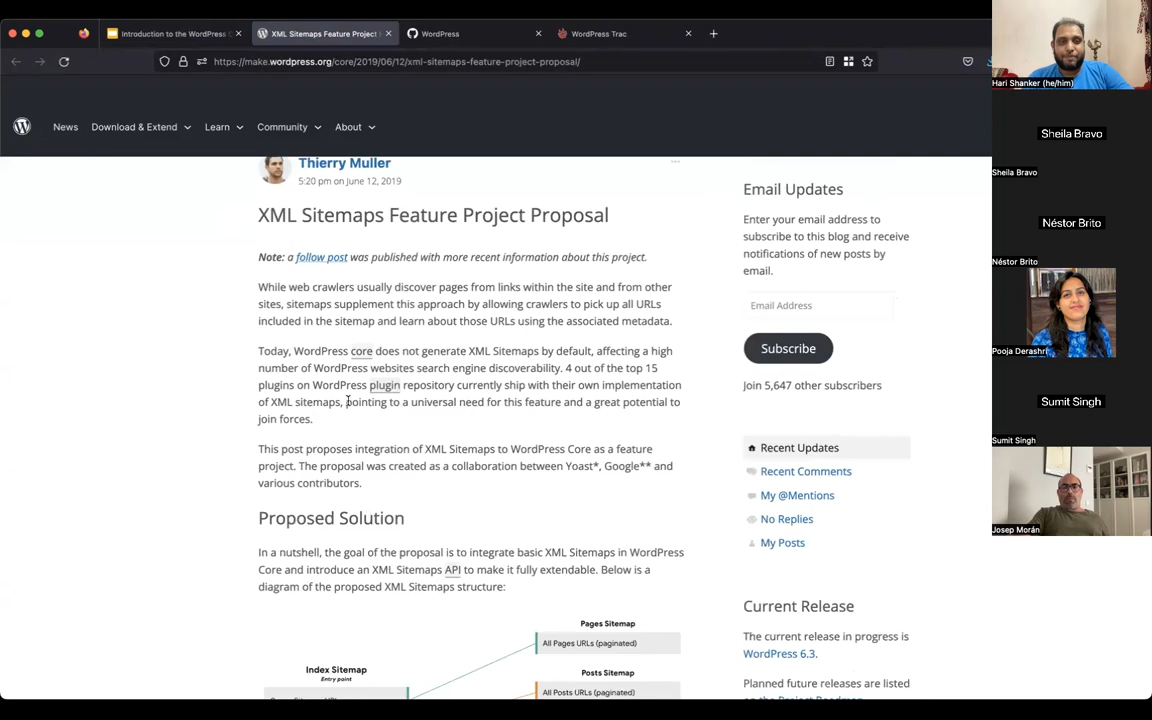 Introduction to the WordPress C
XML Sitemaps Feature Project
WordPress
WordPress Trac
https://make.wordpress.org/core/2019/06/12/xml-sitemaps-feature-project-proposal/
News
Download & Extend
Learn
Community
About
Thierry Muller
5:20 pm on June 12, 2019
XML Sitemaps Feature Project Proposal
Note: a follow post was published with more recent information about this project.
While web crawlers usually discover pages from links within the site and from other
sites, sitemaps supplement this approach by allowing crawlers to pick up all URLs
included in the sitemap and learn about those URLs using the associated metadata.
Today, WordPress core does not generate XML Sitemaps by default, affecting a high
number of WordPress websites search engine discoverability. 4 out of the top 15
plugins on WordPress plugin repository currently ship with their own implementation
of XML sitemaps, pointing to a universal need for this feature and a great potential to
join forces.
This post proposes integration of XML Sitemaps to WordPress Core as a feature
project. The proposal was created as a collaboration between Yoast*, Google** and
various contributors.
Proposed Solution
In a nutshell, the goal of the proposal is to integrate basic XML Sitemaps in WordPress
Core and introduce an XML Sitemaps API to make it fully extendable. Below is a
diagram of the proposed XML Sitemaps structure:
Pages Sitemap
All Pages URLs (paginated)
Index Sitemap
Entry point
Posts Sitemap
All Posts URLs (paginated)
Email Updates
Enter your email address to
subscribe to this blog and receive
notifications of new posts by
email.
Email Address
Subscribe
Join 5,647 other subscribers
Recent Updates
Recent Comments
My @Mentions
No Replies
My Posts
Current Release
The current release in progress is
WordPress 6.3.
Planned future releases are listed
on the Project Roadmap
Hari Shanker (he/him)
Sheila Bravo
Sheila Bravo
Néstor Brito
Néstor Brito
Pooja Derashri
Sumit Singh
Sumit Singh
Josep Morán